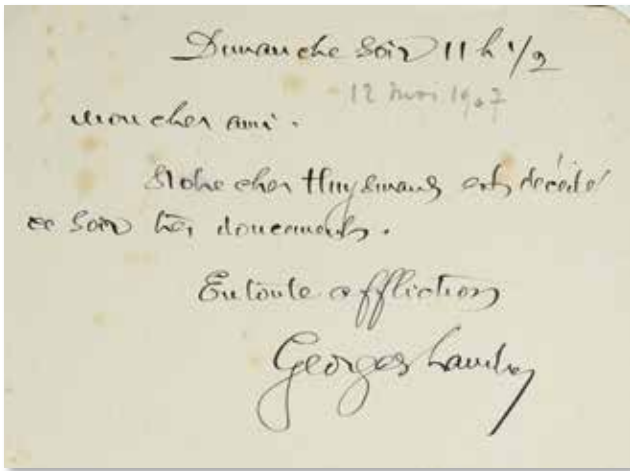 Dimanche soir 11 h 1/2
12 mai 1907
mon cher ami.
Notre cher Huysmans est décédé
ce soir très doucement.
En toute affliction
Georges Landry